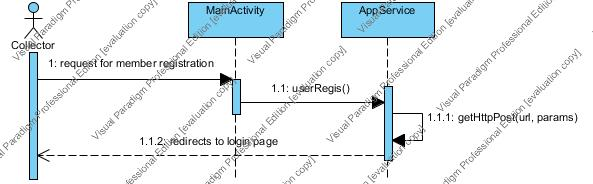 MainActivity
AppService
Collector
1: request for member registration
1.1: userRegis()
1.1.1: getHttpPost(url, params)
1.1.2: redirects to login page
Visual Paradigm Professional Edition [evaluation copy]